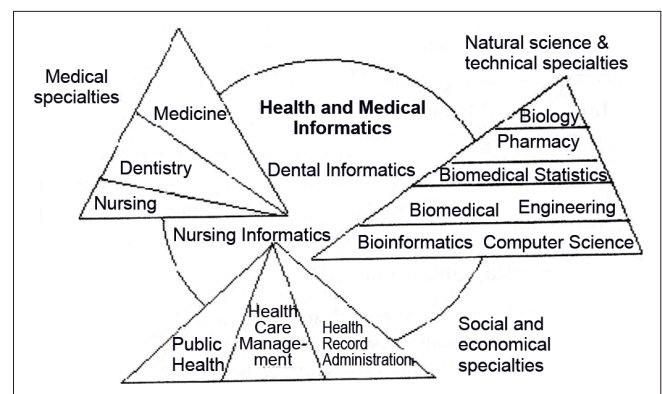 Natural science &
technical specialties
Medical
specialties
Health and Medical
Informatics
Medicine
Dentistry
Nursing
Dental Informatics
Nursing Informatics
Biology
Pharmacy
Biomedical Statistics
Biomedical Engineering
Bioinformatics Computer Science
Public
Health
Health
Care
Manage-
ment
Health
Record
Administration
Social and
economical
specialties